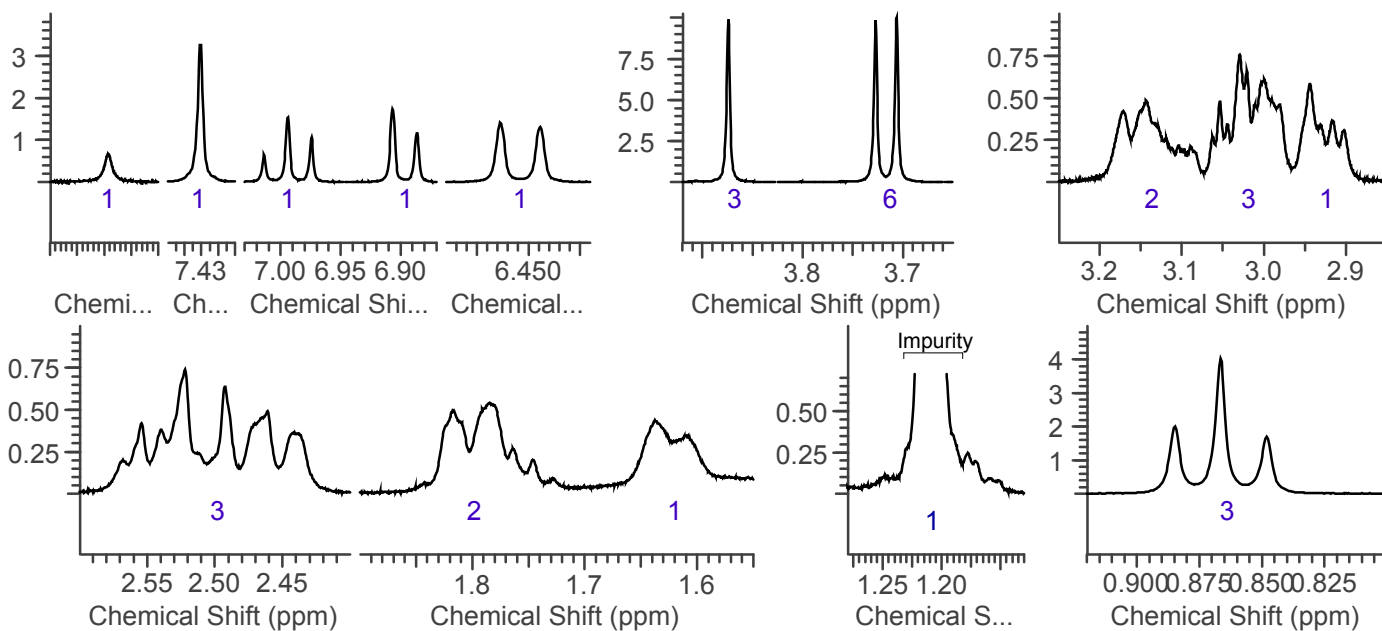 3
2
1
1 1 1 1 1
7.43 7.00 6.95 6.90 6.450
Chemi... Ch... Chemical Shi... Chemical...
7.5
5.0
2.5
3 6
3.8 3.7
Chemical Shift (ppm)
0.75
0.50
0.25
2 3 1
3.2 3.1 3.0 2.9
Chemical Shift (ppm)
0.75
0.50
0.25
3 2 1
2.55 2.50 2.45 1.8 1.7 1.6
Chemical Shift (ppm) Chemical Shift (ppm)
Impurity
0.50
0.25
1
1.25 1.20
Chemical S...
4
3
2
1
3
0.900 0.875 0.850 0.825
Chemical Shift (ppm)